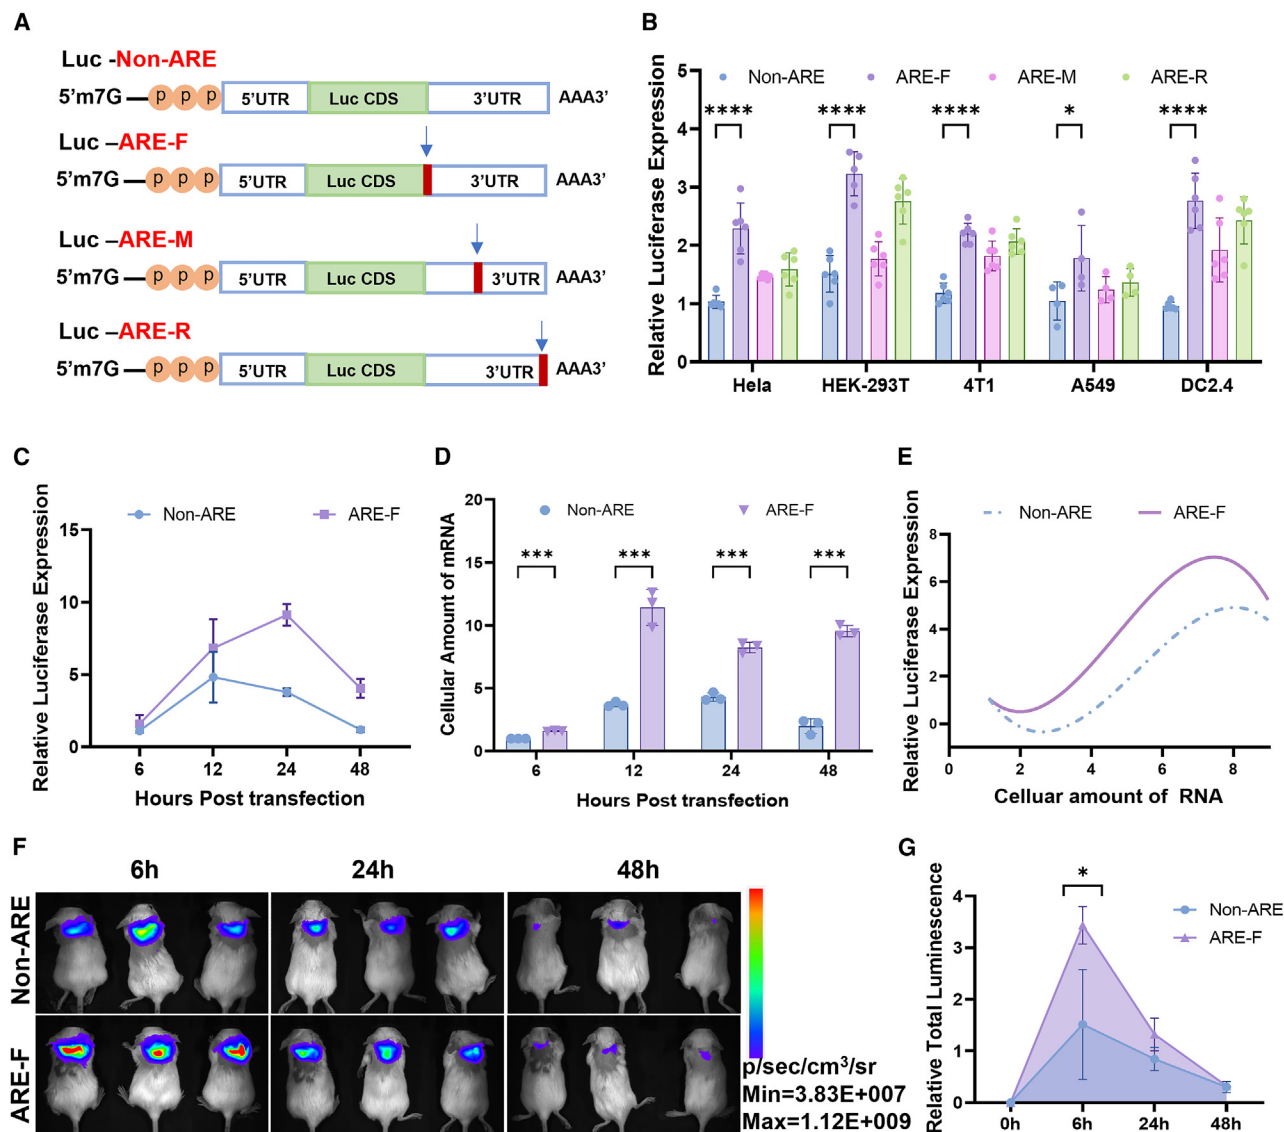 A
Luc -Non-ARE
5'm7G
p p p
5'UTR
Luc CDS
3'UTR
AAA3'
Luc –ARE-F
5'm7G
p p p
5'UTR
Luc CDS
3'UTR
AAA3'
Luc –ARE-M
5'm7G
p p p
5'UTR
Luc CDS
3'UTR
AAA3'
Luc –ARE-R
5'm7G
p p p
5'UTR
Luc CDS
3'UTR
AAA3'
B
Non-ARE
ARE-F
ARE-M
ARE-R
Relative Luciferase Expression
5
4
3
2
1
0
****
****
****
*
****
Hela
HEK-293T
4T1
A549
DC2.4
C
Non-ARE
ARE-F
Relative Luciferase Expression
15
10
5
0
6
12
24
48
Hours Post transfection
D
Non-ARE
ARE-F
Cellular Amount of mRNA
20
15
10
5
0
***
***
***
***
6
12
24
48
Hours Post transfection
E
Non-ARE
ARE-F
Relative Luciferase Expression
8
6
4
2
0
0
2
4
6
8
Celluar amount of RNA
F
6h
24h
48h
Non-ARE
ARE-F
p/sec/cm³/sr
Min=3.83E+007
Max=1.12E+009
G
Relative Total Luminescence
4
3
2
1
0
*
Non-ARE
ARE-F
0h
6h
24h
48h